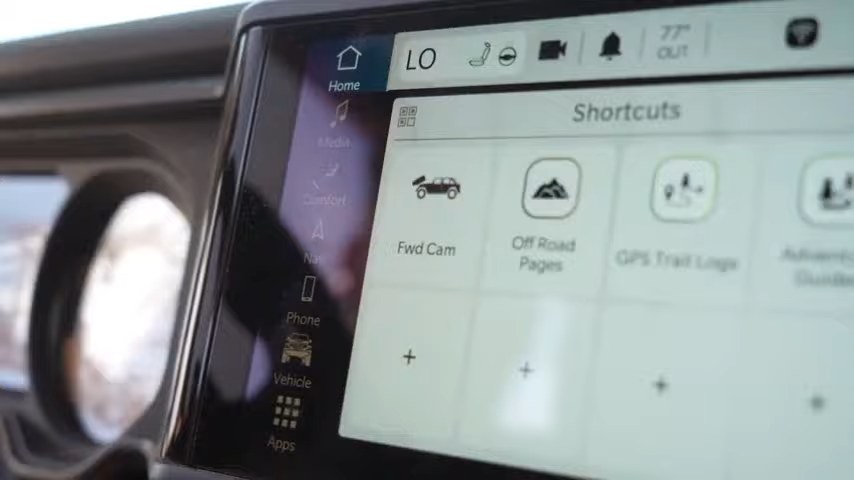 Home
Media
Comfort
Nav
Phone
Vehicle
Apps
LO
77°
OUT
Shortcuts
Fwd Cam
Off Road
Pages
GPS Trail Logs
+
+
+
+